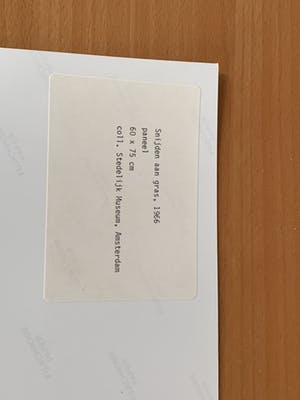 Snijden aan gras, 1966
paneel
60 x 75 cm
coll. Stedelijk Museum, Amsterdam